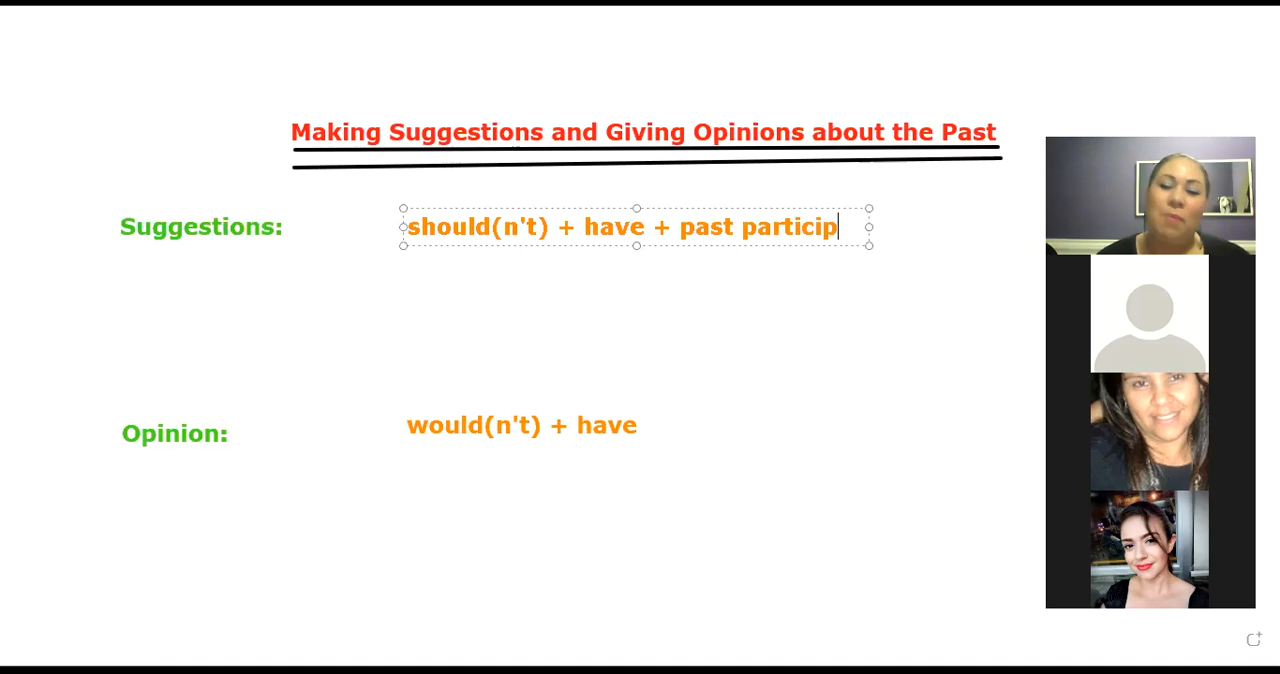 Making Suggestions and Giving Opinions about the Past
Suggestions: should(n't) + have + past particip
Opinion: would(n't) + have